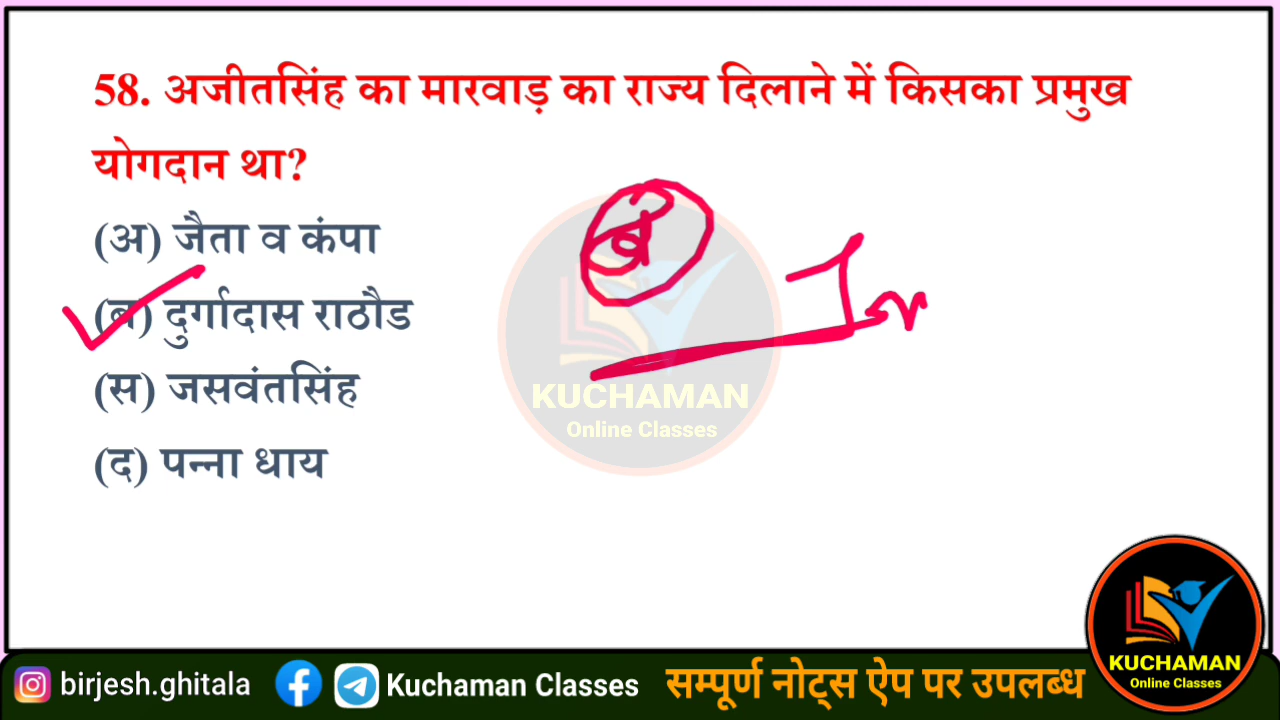 58. अजीतसिंह का मारवाड़ का राज्य दिलाने में किसका प्रमुख
योगदान था?
(अ) जैता व कंपा
(ब) दुर्गादास राठौड
(स) जसवंतसिंह
(द) पन्ना धाय
ब
KUCHAMAN
Online Classes
birjesh.ghitala
Kuchaman Classes
सम्पूर्ण नोट्स ऐप पर उपलब्ध
KUCHAMAN
Online Classes